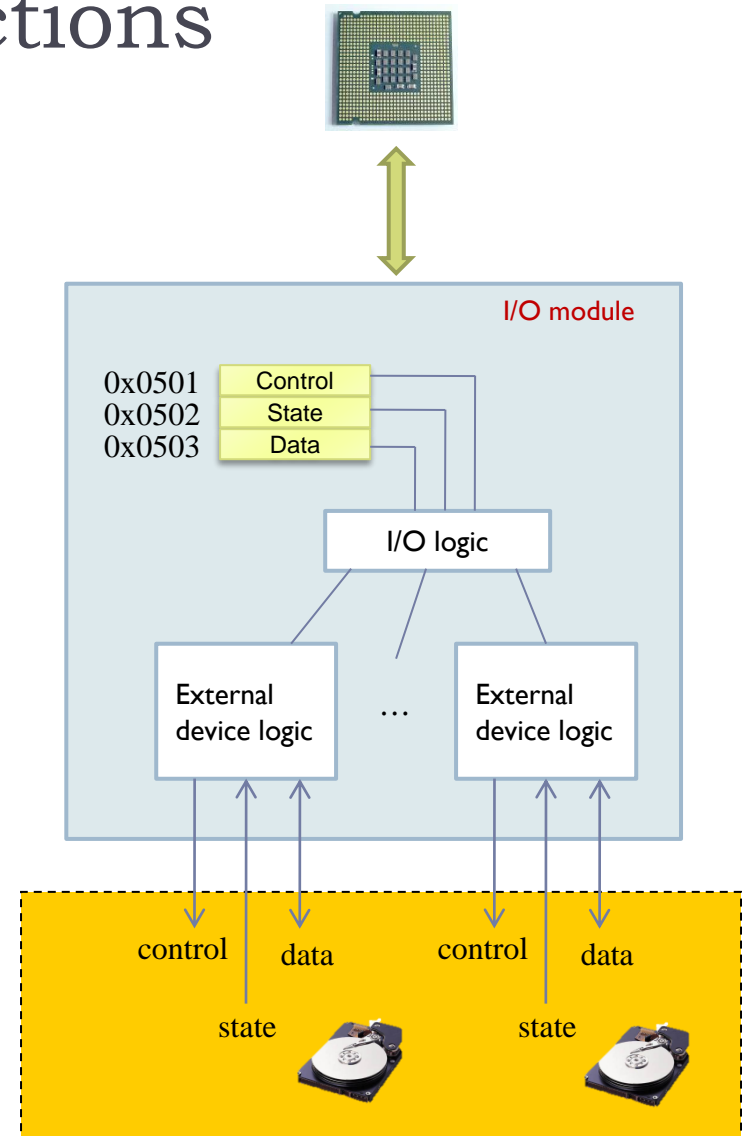 ctions
I/O module
0x0501 Control
0x0502 State
0x0503 Data
I/O logic
External
device logic
...
External
device logic
control data control data
state state